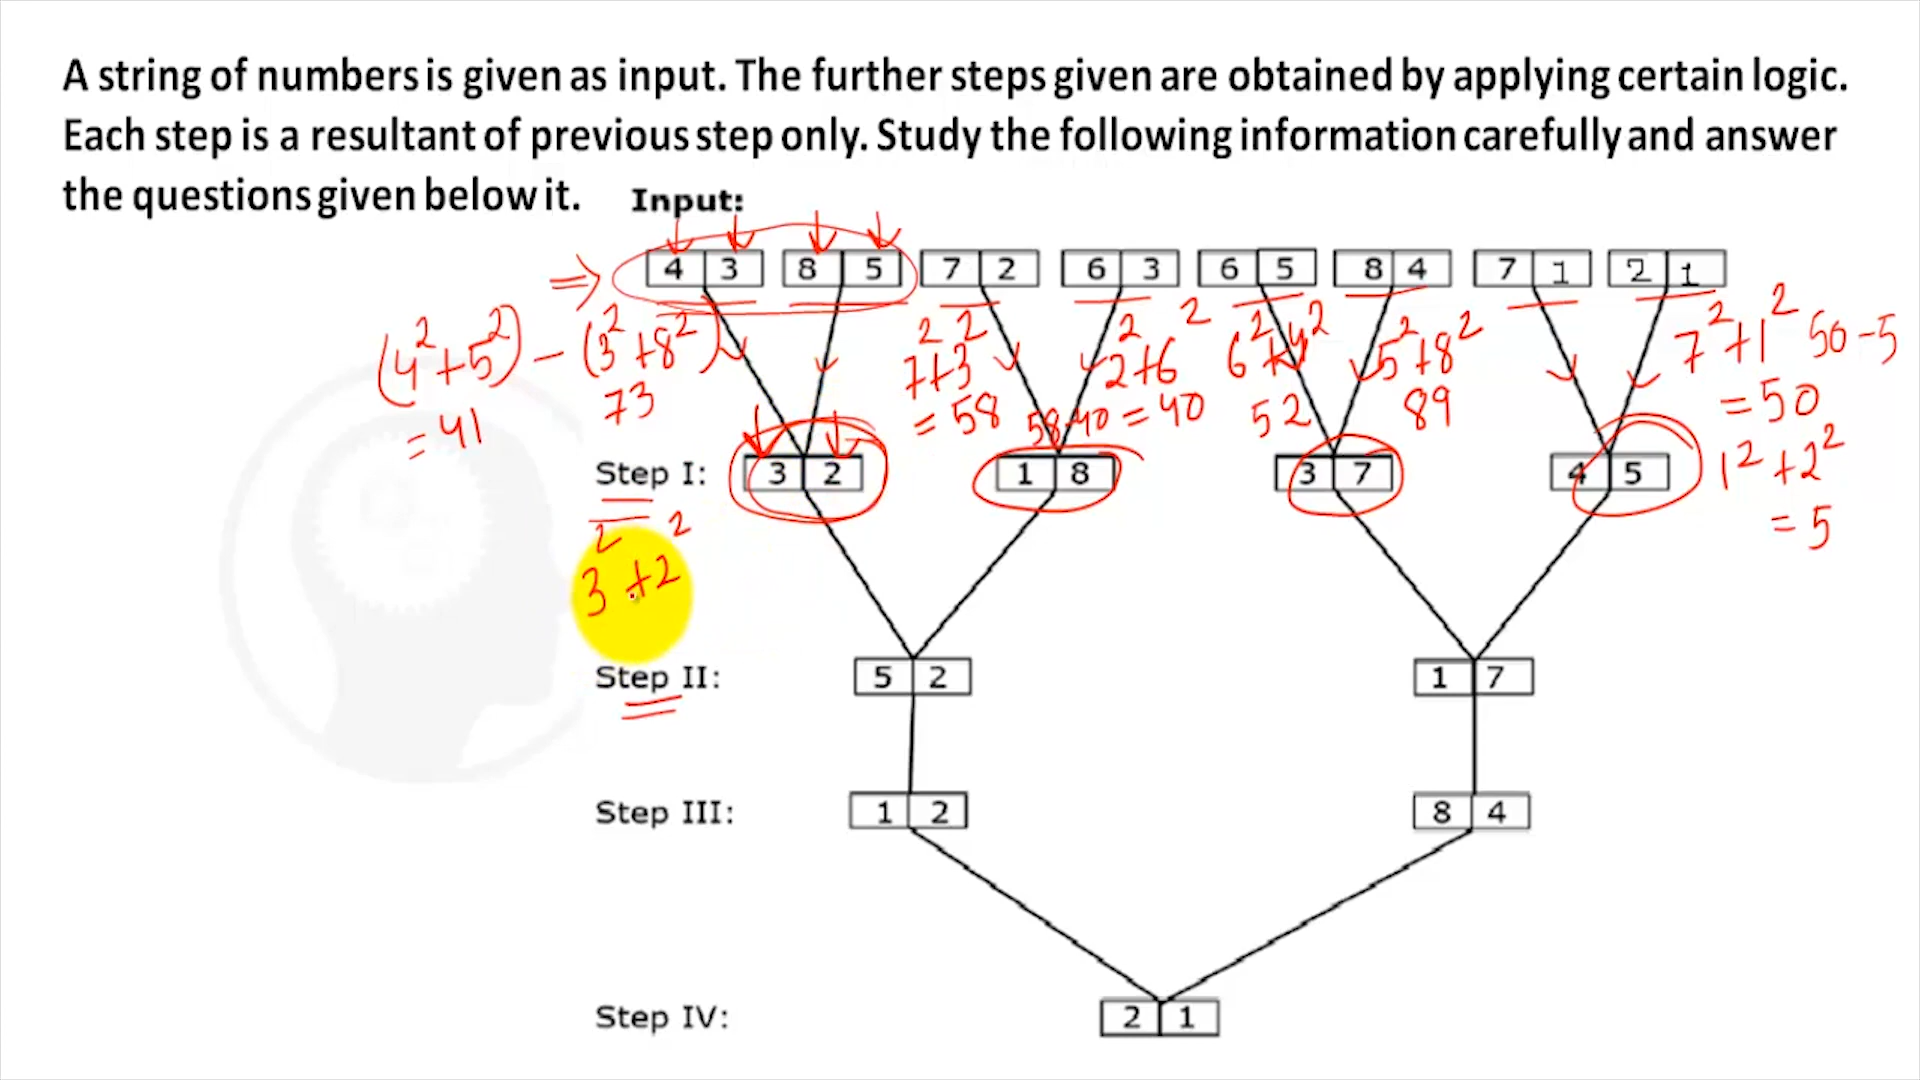 A string of numbers is given as input. The further steps given are obtained by applying certain logic.
Each step is a resultant of previous step only. Study the following information carefully and answer
the questions given below it. Input:
4 3 8 5 7 2 6 3 6 5 8 4 7 1 2 1
(4²+5²) – (3²+8²) 7²+3² 2²+6² 6²+4² 5²+8² 7²+1² 50-5
= 41 73 = 58 58-40 = 40 52 89 = 50
Step I: 3 2 1 8 3 7 4 5 1²+2²
= 5
3²+2²
Step II: 5 2 1 7
Step III: 1 2 8 4
Step IV: 2 1